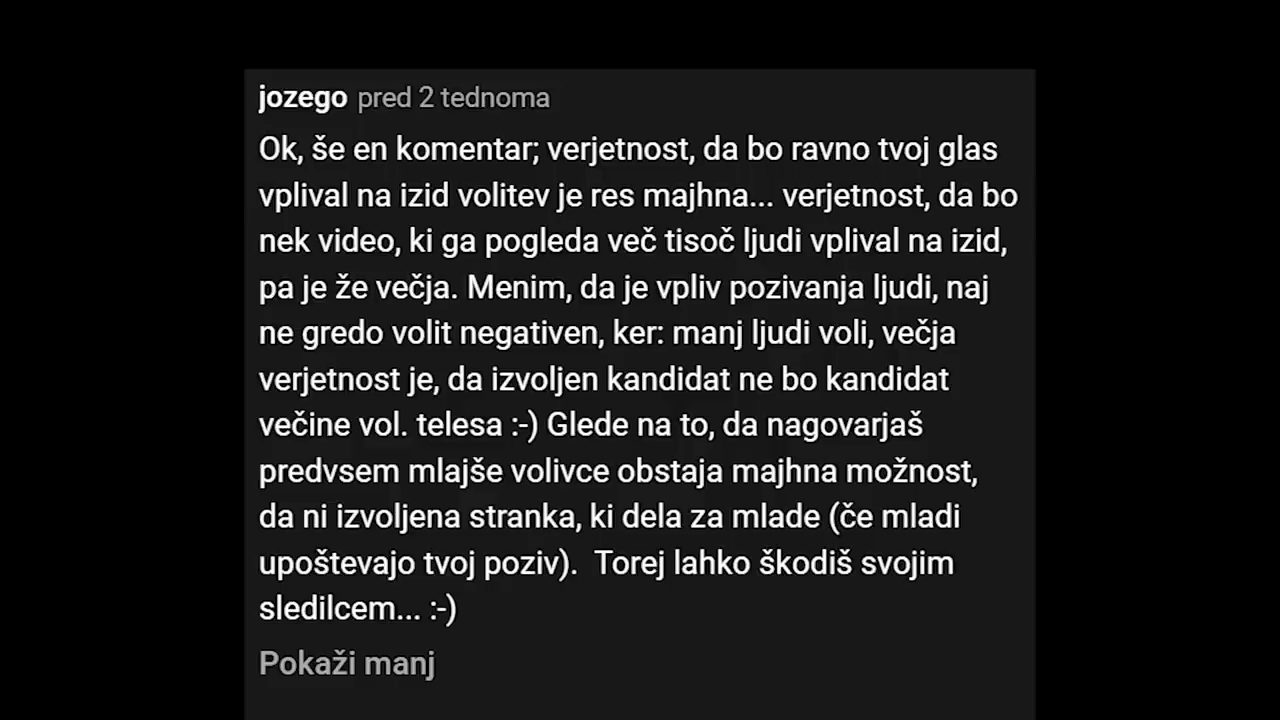 jozego pred 2 tednoma
Ok, še en komentar; verjetnost, da bo ravno tvoj glas
vplival na izid volitev je res majhna... verjetnost, da bo
nek video, ki ga pogleda več tisoč ljudi vplival na izid,
pa je že večja. Menim, da je vpliv pozivanja ljudi, naj
ne gredo volit negativen, ker: manj ljudi voli, večja
verjetnost je, da izvoljen kandidat ne bo kandidat
večine vol. telesa :-) Glede na to, da nagovarjaš
predvsem mlajše volivce obstaja majhna možnost,
da ni izvoljena stranka, ki dela za mlade (če mladi
upoštevajo tvoj poziv).  Torej lahko škodiš svojim
sledilcem... :-)
Pokaži manj